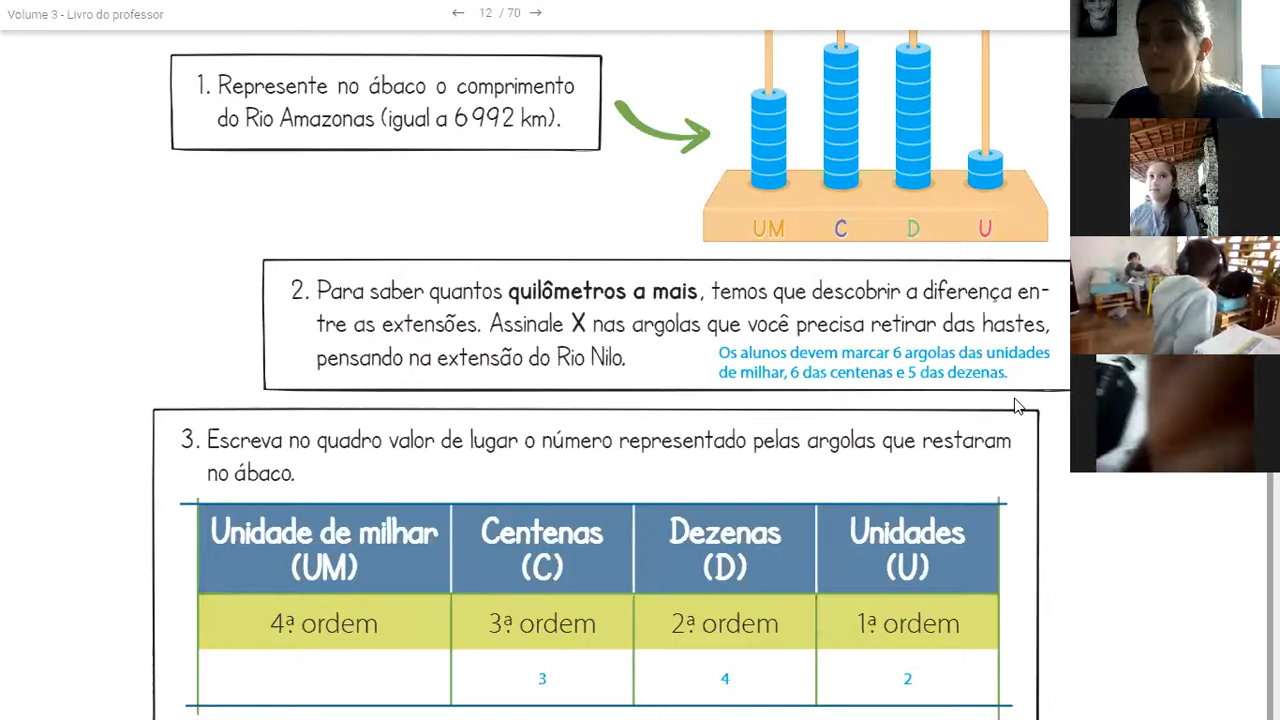 Volume 3 - Livro do professor
← 12 / 70 →
1. Represente no ábaco o comprimento
do Rio Amazonas (igual a 6 992 km).
UM C D U
2. Para saber quantos quilômetros a mais, temos que descobrir a diferença en-
tre as extensões. Assinale X nas argolas que você precisa retirar das hastes,
pensando na extensão do Rio Nilo.
Os alunos devem marcar 6 argolas das unidades
de milhar, 6 das centenas e 5 das dezenas.
3. Escreva no quadro valor de lugar o número representado pelas argolas que restaram
no ábaco.
Unidade de milhar Centenas Dezenas Unidades
(UM) (C) (D) (U)
4ª ordem 3ª ordem 2ª ordem 1ª ordem
3 4 2